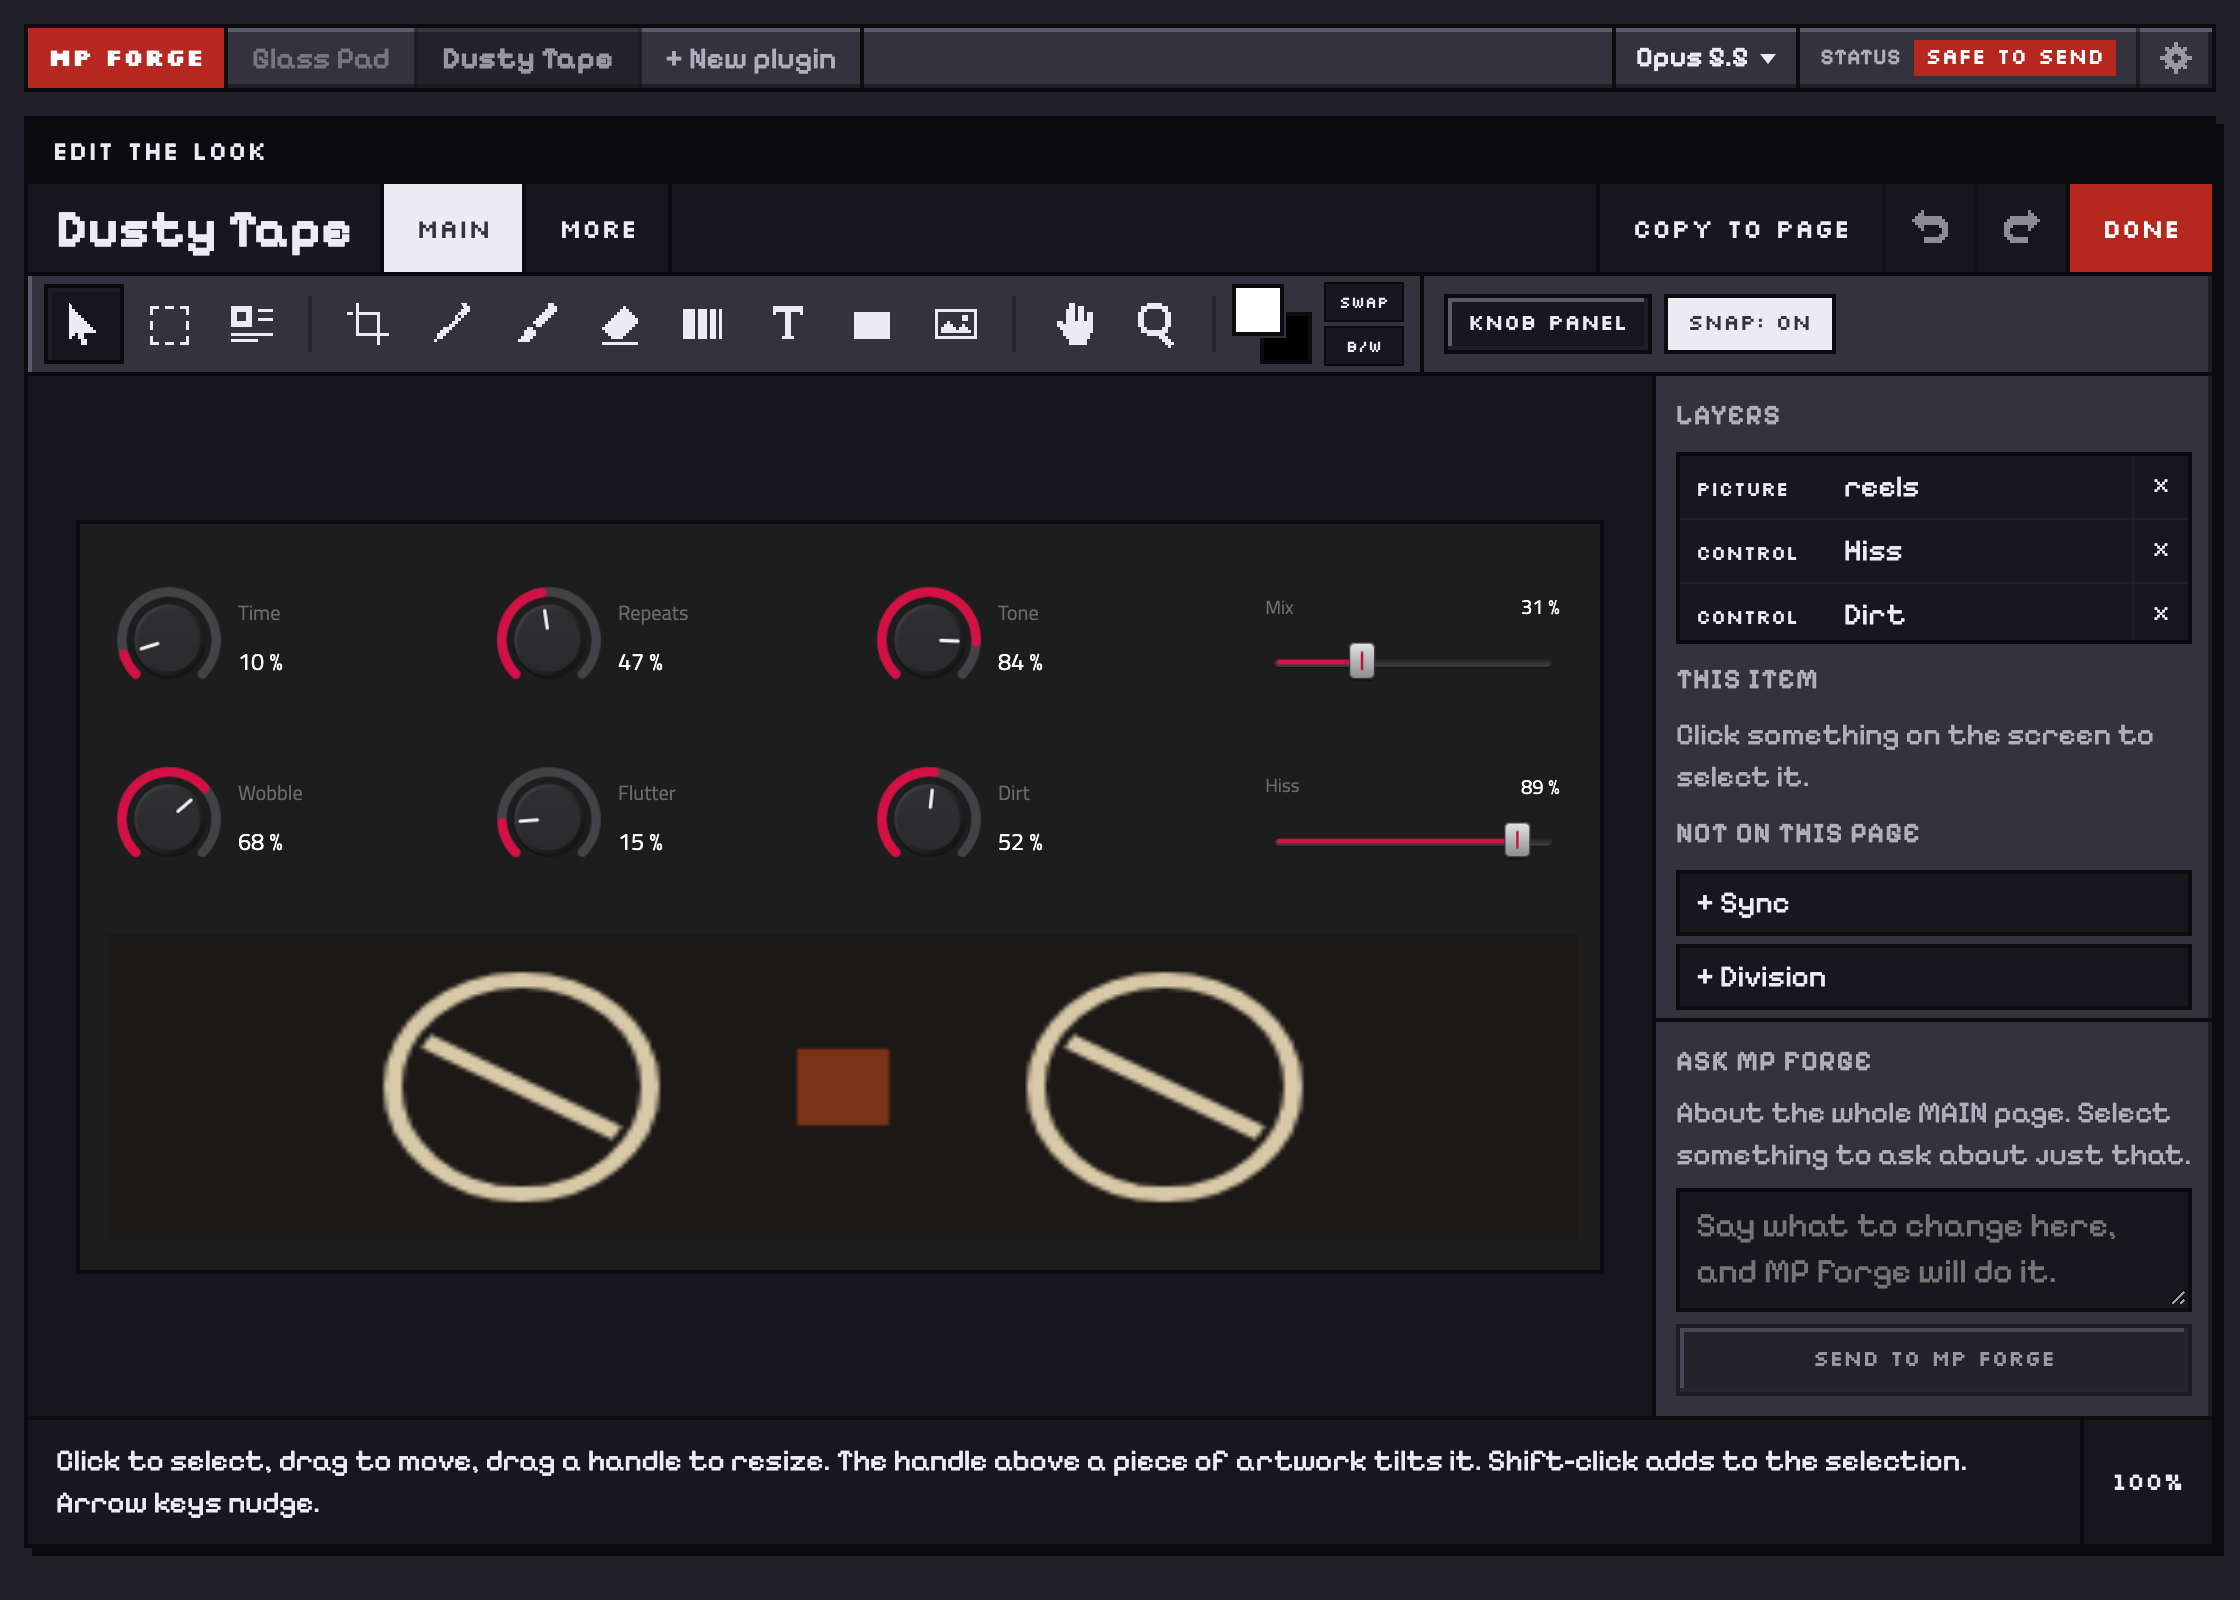 MP FORGE
Glass Pad
Dusty Tape
+ New plugin
Opus 8.8
STATUS
SAFE TO SEND
EDIT THE LOOK
Dusty Tape
MAIN
MORE
COPY TO PAGE
DONE
T
SWAP
B/W
KNOB PANEL
SNAP: ON
LAYERS
PICTURE reels ×
CONTROL Hiss ×
CONTROL Dirt ×
THIS ITEM
Click something on the screen to
select it.
NOT ON THIS PAGE
+ Sync
+ Division
Time
10 %
Repeats
47 %
Tone
84 %
Mix
31 %
Wobble
68 %
Flutter
15 %
Dirt
52 %
Hiss
89 %
ASK MP FORGE
About the whole MAIN page. Select
something to ask about just that.
Say what to change here,
and MP Forge will do it.
SEND TO MP FORGE
Click to select, drag to move, drag a handle to resize. The handle above a piece of artwork tilts it. Shift-click adds to the selection.
Arrow keys nudge.
100%